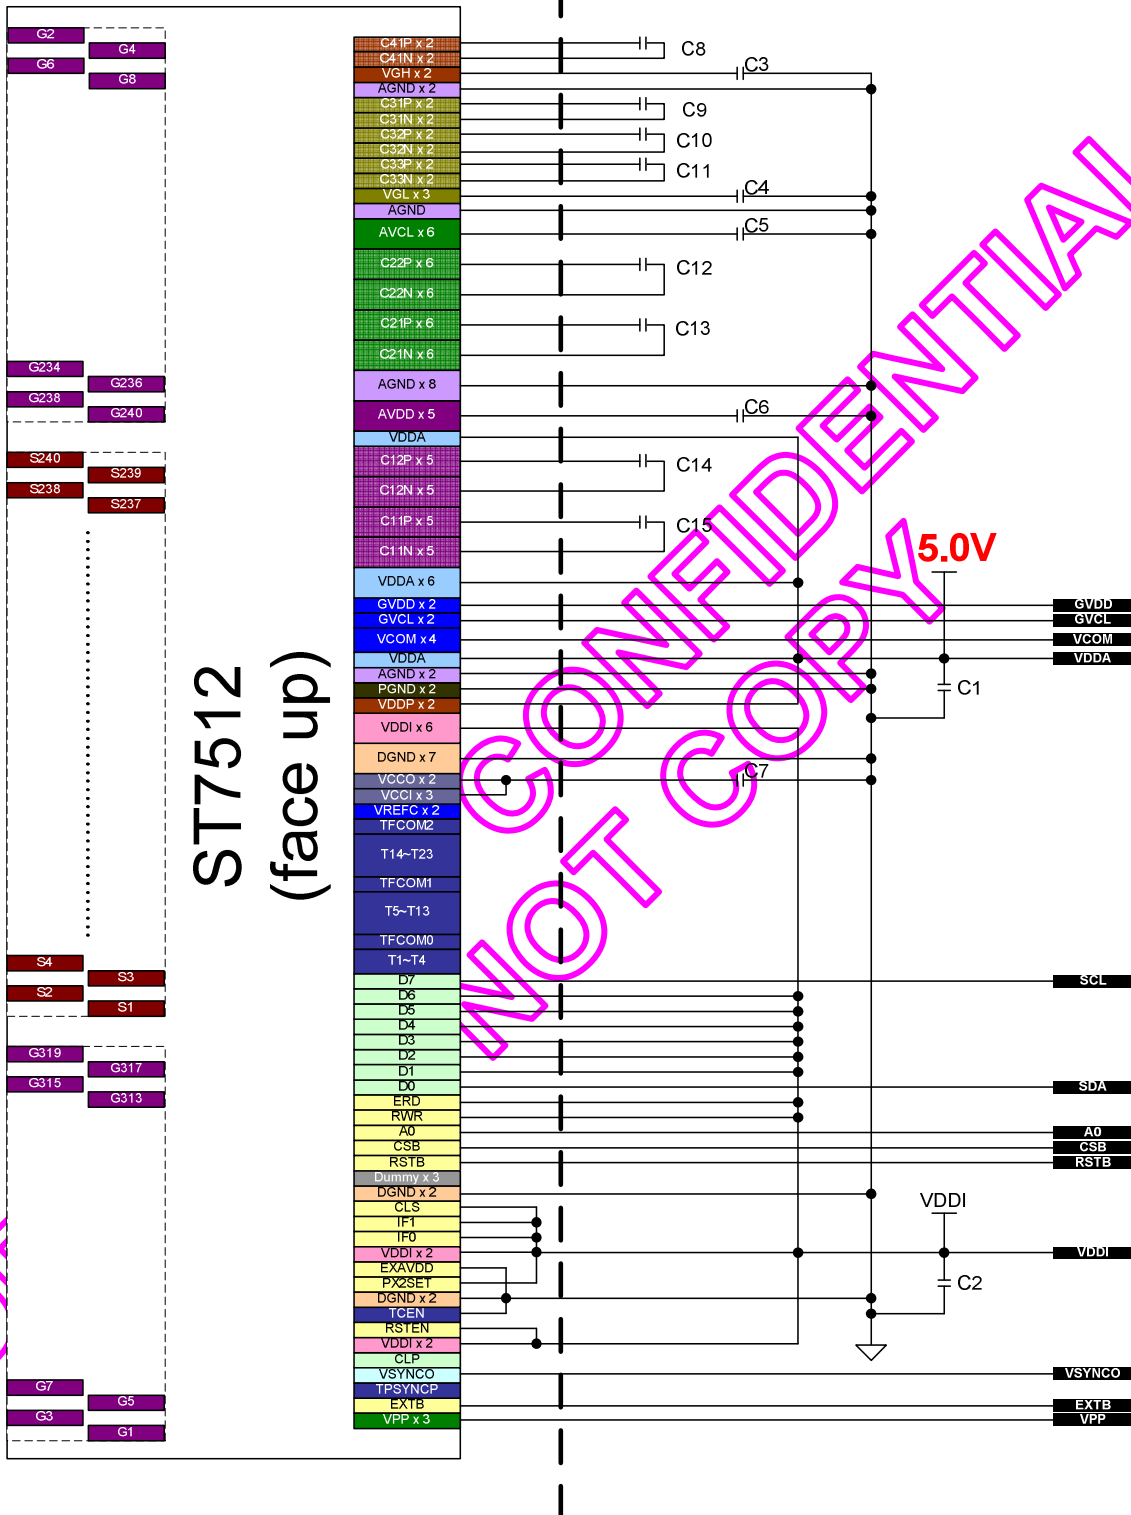 G2
G4
G6
G8
G234
G236
G238
G240
S240
S239
S238
S237
S4
S3
S2
S1
G319
G317
G315
G313
G7
G5
G3
G1
ST7512
(face up)
C41P x 2
C41N x 2
VGH x 2
AGND x 2
C31P x 2
C31N x 2
C32P x 2
C32N x 2
C33P x 2
C33N x 2
VGL x 3
AGND
AVCL x 6
C22P x 6
C22N x 6
C21P x 6
C21N x 6
AGND x 8
AVDD x 5
VDDA
C12P x 5
C12N x 5
C11P x 5
C11N x 5
VDDA x 6
GVDD x 2
GVCL x 2
VCOM x 4
VDDA
AGND x 2
PGND x 2
VDDP x 2
VDDI x 6
DGND x 7
VCCO x 2
VCCI x 3
VREFC x 2
TFCOM2
T14~T23
TFCOM1
T5~T13
TFCOM0
T1~T4
D7
D6
D5
D4
D3
D2
D1
D0
ERD
RWR
A0
CSB
RSTB
Dummy x 3
DGND x 2
CLS
IF1
IF0
VDDI x 2
EXAVDD
PX2SET
DGND x 2
TCEN
RSTEN
VDDI x 2
CLP
VSYNCO
TPSYNCP
EXTB
VPP x 3
C8
C3
C9
C10
C11
C4
C5
C12
C13
C6
C14
C15
5.0V
C1
C7
VDDI
C2
GVDD
GVCL
VCOM
VDDA
SCL
SDA
A0
CSB
RSTB
VDDI
VSYNCO
EXTB
VPP
CONFIDENTIAL
NOT COPY